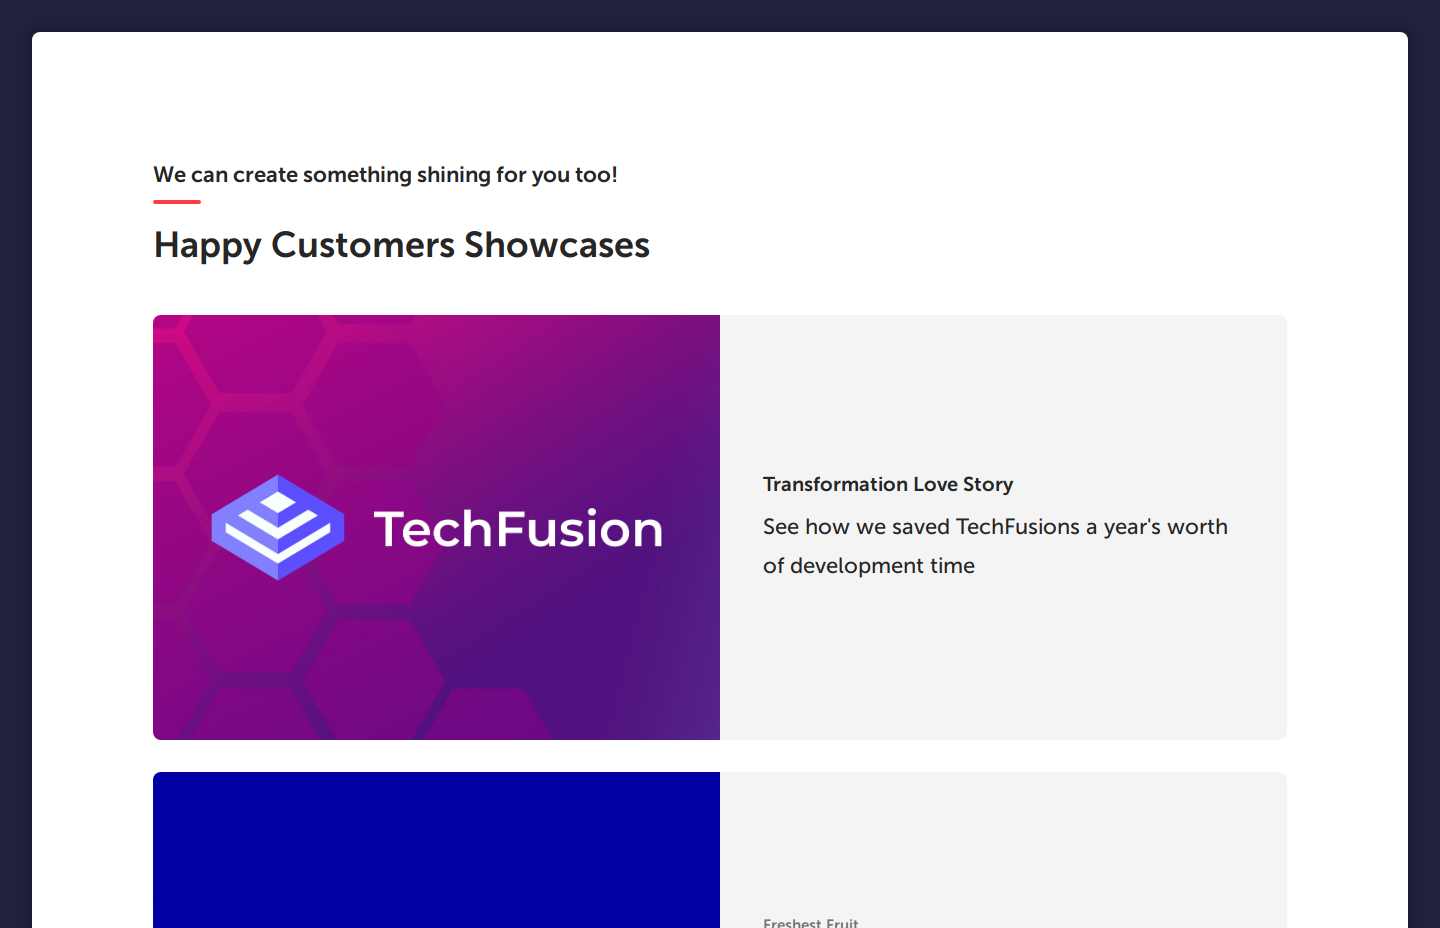 We can create something shining for you too!
Happy Customers Showcases
TechFusion
Transformation Love Story
See how we saved TechFusions a year's worth
of development time
Freshest Fruit